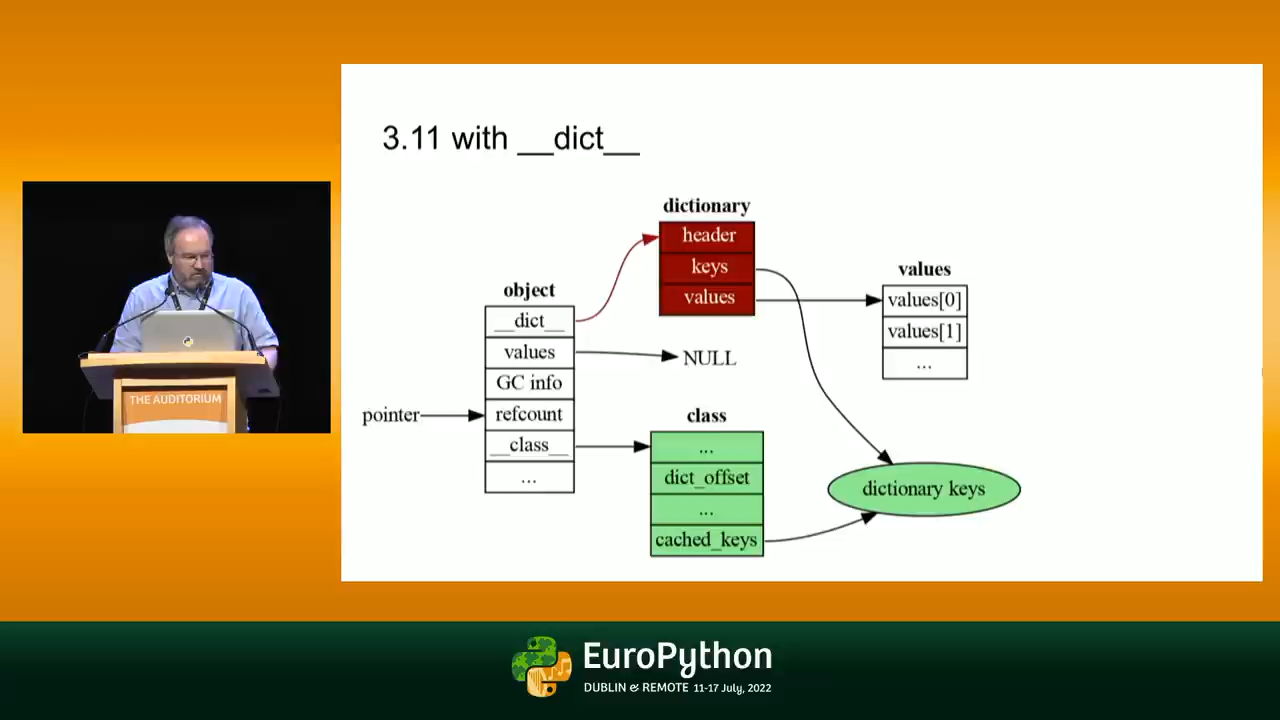 3.11 with __dict__
dictionary
header
keys
values
values
values[0]
values[1]
...
object
__dict__
values
GC info
refcount
__class__
...
NULL
pointer
class
...
dict_offset
...
cached_keys
dictionary keys
THE AUDITORIUM
EuroPython
DUBLIN & REMOTE 11-17 July, 2022